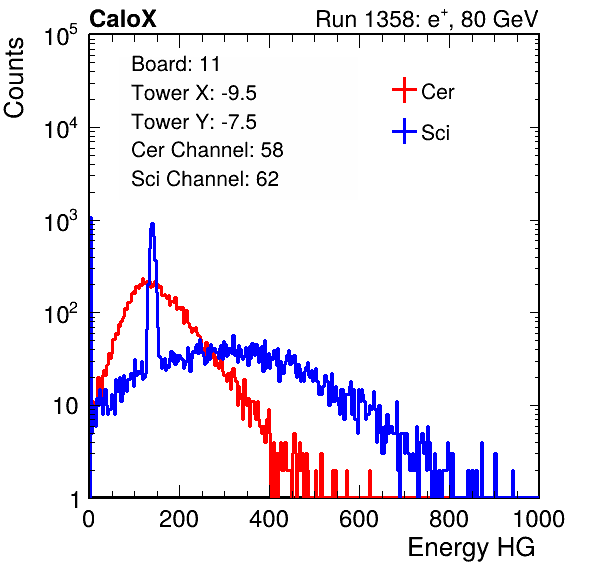 CaloX Run 1358: e⁺, 80 GeV
Counts
10⁵
10⁴
10³
10²
10
1
Board: 11
Tower X: -9.5
Tower Y: -7.5
Cer Channel: 58
Sci Channel: 62
Cer
Sci
0 200 400 600 800 1000
Energy HG